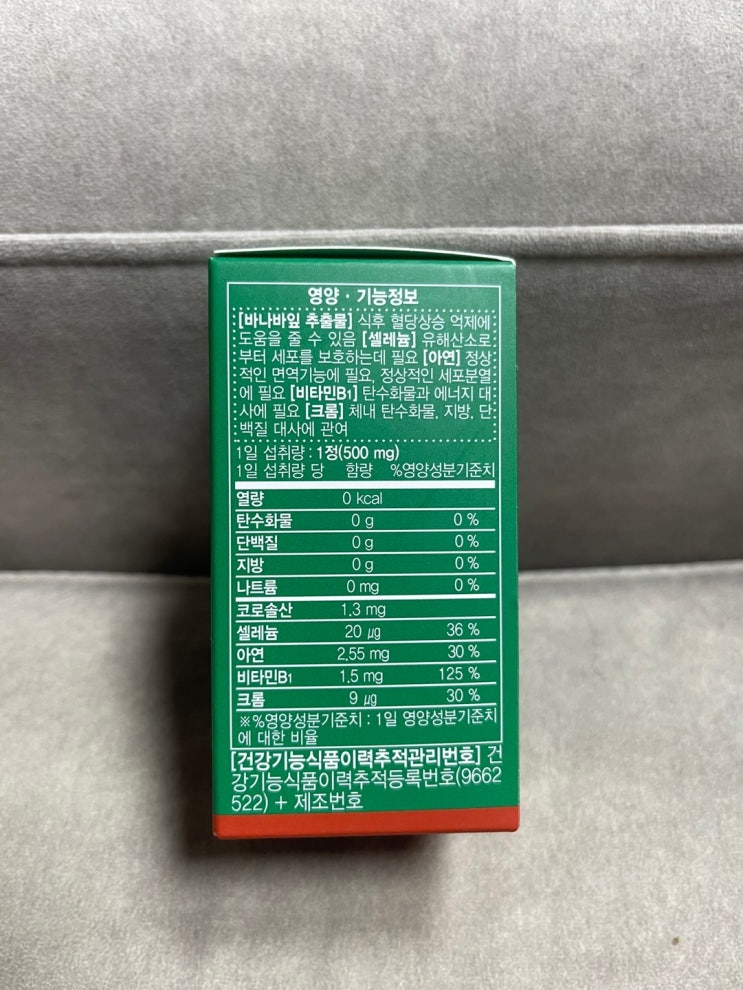 영양 · 기능정보
[바나바잎 추출물] 식후 혈당상승 억제에
도움을 줄 수 있음 [셀레늄] 유해산소로
부터 세포를 보호하는데 필요 [아연] 정상
적인 면역기능에 필요, 정상적인 세포분열
에 필요 [비타민B1] 탄수화물과 에너지 대
사에 필요 [크롬] 체내 탄수화물, 지방, 단
백질 대사에 관여
1일 섭취량 : 1정(500 mg)
1일 섭취량 당 함량 %영양성분기준치
열량 0 kcal
탄수화물 0 g 0 %
단백질 0 g 0 %
지방 0 g 0 %
나트륨 0 mg 0 %
코로솔산 1.3 mg
셀레늄 20 μg 36 %
아연 2.55 mg 30 %
비타민B1 1.5 mg 125 %
크롬 9 μg 30 %
※%영양성분기준치 : 1일 영양성분기준치
에 대한 비율
[건강기능식품이력추적관리번호] 건
강기능식품이력추적등록번호(9662
522) + 제조번호